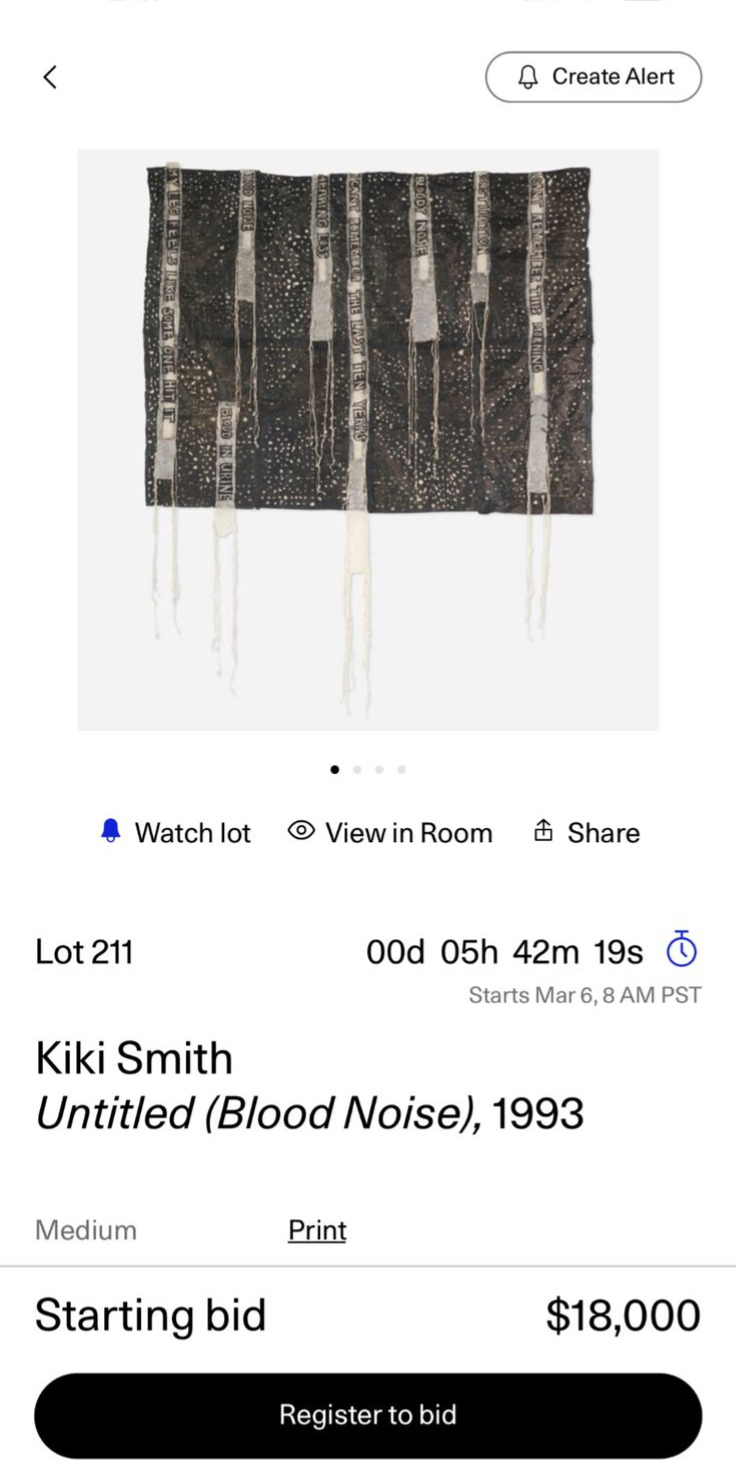 Create Alert
MY LEG FEELS LIKE SOME ONE HIT IT
BLOOD IN URINE
HEARING LOSS
CANT REMEMBER THE LAST TEN YEARS
BLOODY NOSE
CANT REMEMBER THIS MORNING
Watch lot
View in Room
Share
Lot 211
00d 05h 42m 19s
Starts Mar 6, 8 AM PST
Kiki Smith
Untitled (Blood Noise), 1993
Medium
Print
Starting bid
$18,000
Register to bid